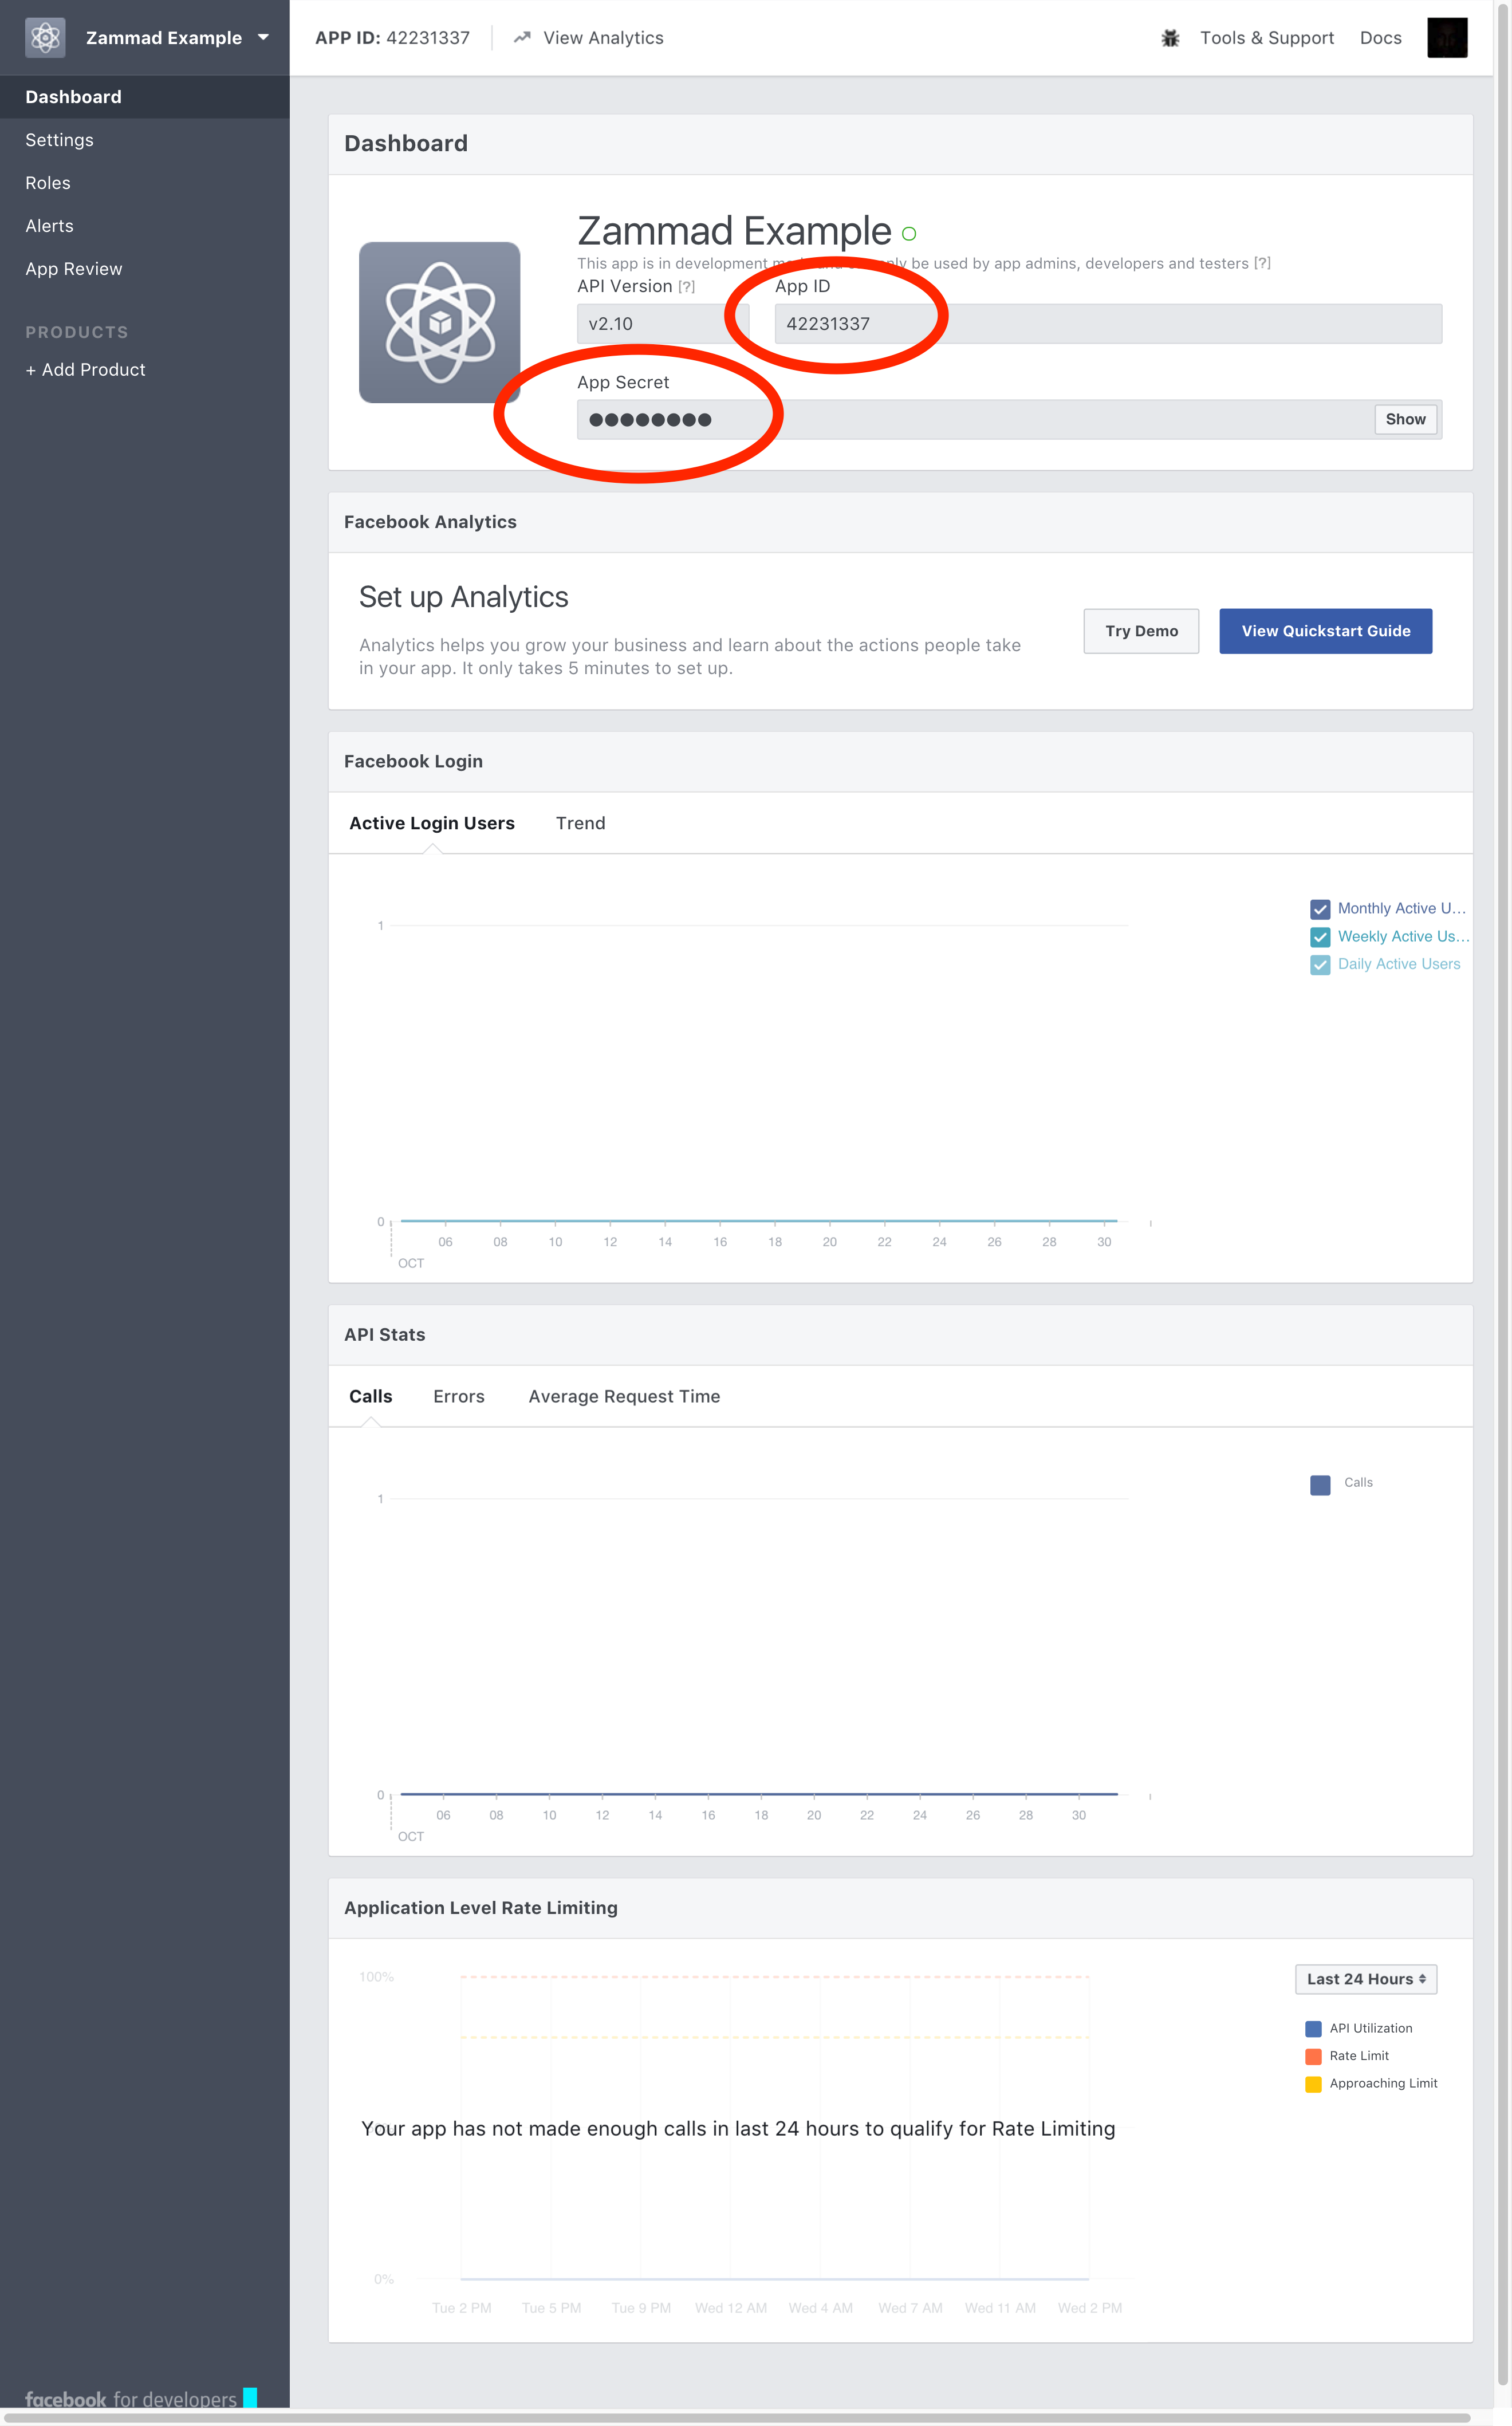 Zammad Example
APP ID: 42231337
View Analytics
Tools & Support
Docs
Dashboard
Settings
Roles
Alerts
App Review
PRODUCTS
+ Add Product
facebook for developers
Dashboard
Zammad Example
This app is in development only be used by app admins, developers and testers [?]
API Version [?]
App ID
v2.10
42231337
App Secret
●●●●●●●●
Show
Facebook Analytics
Set up Analytics
Analytics helps you grow your business and learn about the actions people take
in your app. It only takes 5 minutes to set up.
Try Demo
View Quickstart Guide
Facebook Login
Active Login Users
Trend
1
Monthly Active U...
Weekly Active Us...
Daily Active Users
0
06 08 10 12 14 16 18 20 22 24 26 28 30
OCT
API Stats
Calls
Errors
Average Request Time
1
Calls
0
06 08 10 12 14 16 18 20 22 24 26 28 30
OCT
Application Level Rate Limiting
100%
Last 24 Hours
API Utilization
Rate Limit
Approaching Limit
Your app has not made enough calls in last 24 hours to qualify for Rate Limiting
0%
Tue 2 PM Tue 5 PM Tue 9 PM Wed 12 AM Wed 4 AM Wed 7 AM Wed 11 AM Wed 2 PM